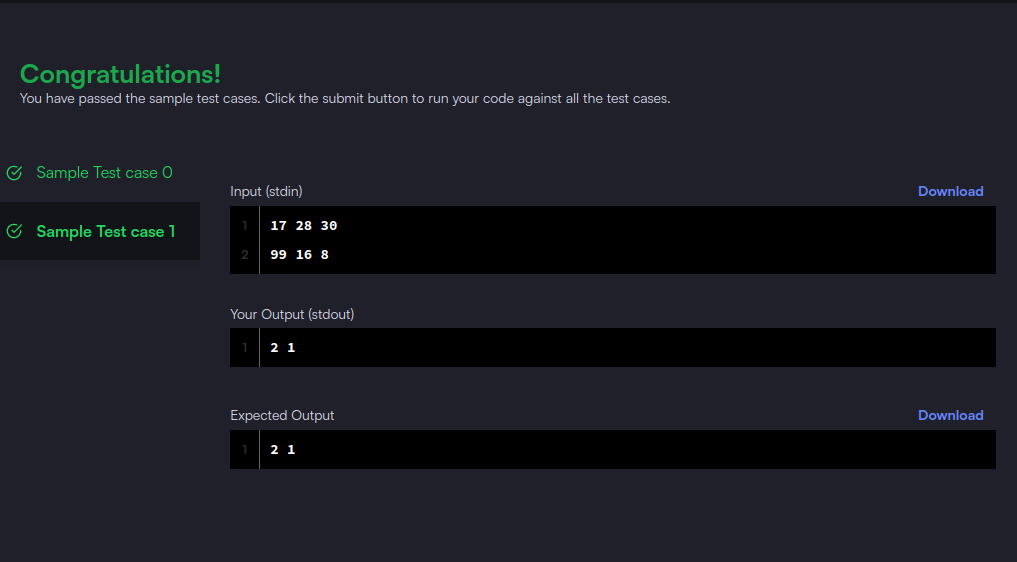 Congratulations!
You have passed the sample test cases. Click the submit button to run your code against all the test cases.
Sample Test case 0
Sample Test case 1
Input (stdin)
Download
1 17 28 30
2 99 16 8
Your Output (stdout)
1 2 1
Expected Output
Download
1 2 1